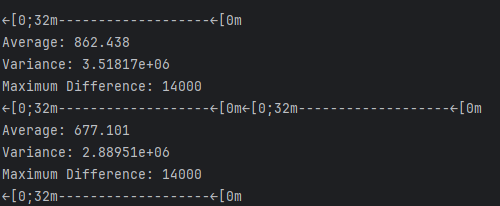 ←[0;32m-------------------←[0m
Average: 862.438
Variance: 3.51817e+06
Maximum Difference: 14000
←[0;32m-------------------←[0m←[0;32m-------------------←[0m
Average: 677.101
Variance: 2.88951e+06
Maximum Difference: 14000
←[0;32m-------------------←[0m